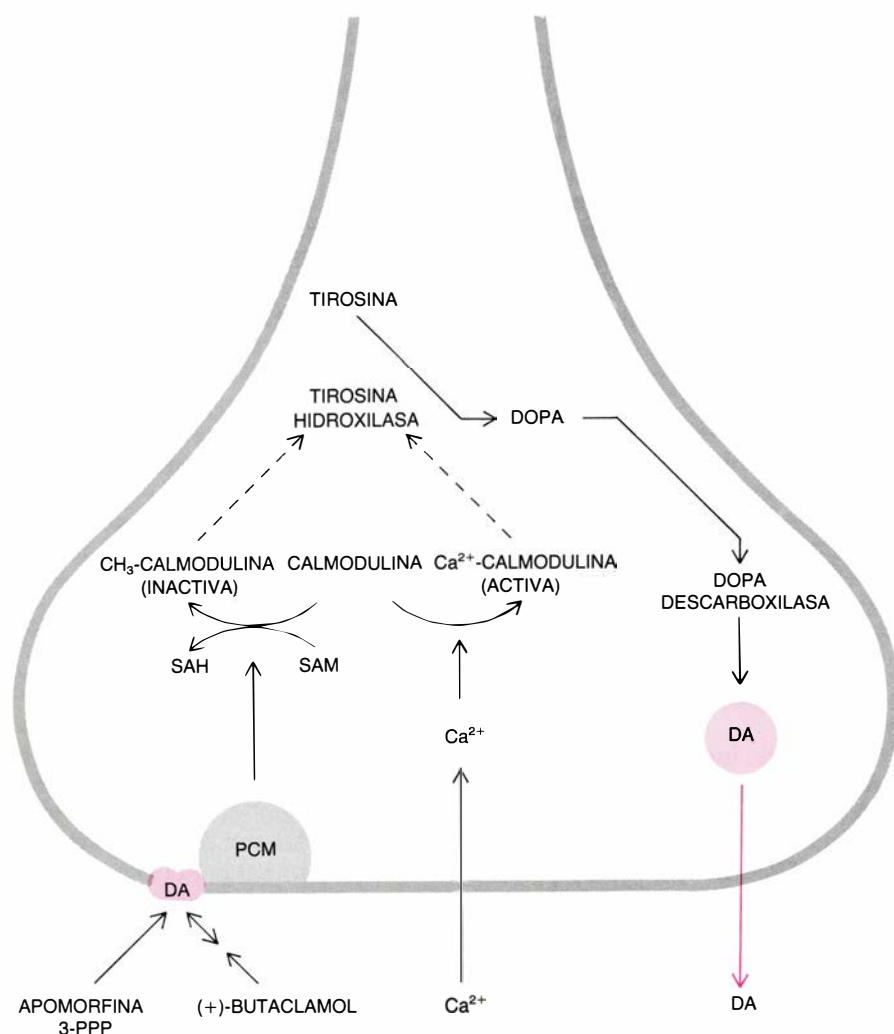 TIROSINA
TIROSINA
HIDROXILASA
DOPA
CH₃-CALMODULINA
(INACTIVA)
CALMODULINA
Ca²⁺-CALMODULINA
(ACTIVA)
DOPA
DESCARBOXILASA
SAH
SAM
Ca²⁺
DA
PCM
DA
APOMORFINA
3-PPP
(+)-BUTACLAMOL
Ca²⁺
DA